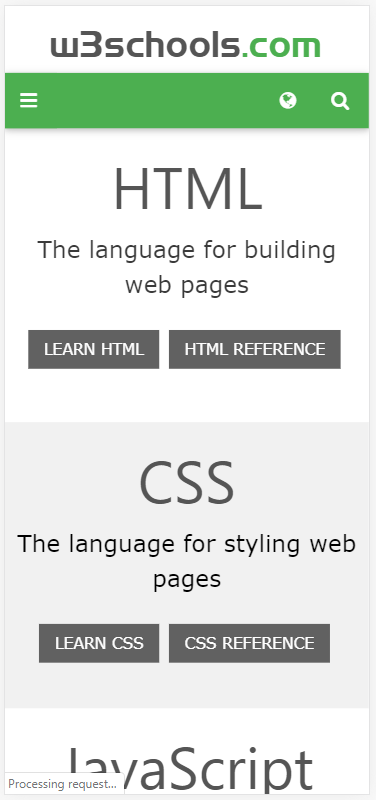 w3schools.com
HTML
The language for building
web pages
LEARN HTML HTML REFERENCE
CSS
The language for styling web
pages
LEARN CSS CSS REFERENCE
JavaScript
Processing request...